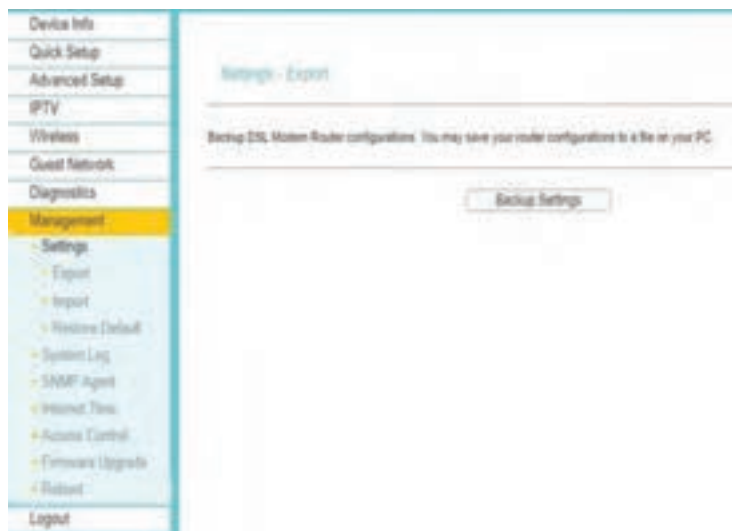 Device Info
Quick Setup
Advanced Setup
IPTV
Wireless
Guest Network
Diagnostics
Management
- Settings
- Export
- Import
- Restore Default
- System Log
- SNMP Agent
- Internet Time
- Access Control
- Firmware Upgrade
- Reboot
Logout
Settings - Export
Backup DSL Modem Router configurations. You may save your router configurations to a file on your PC.
Backup Settings